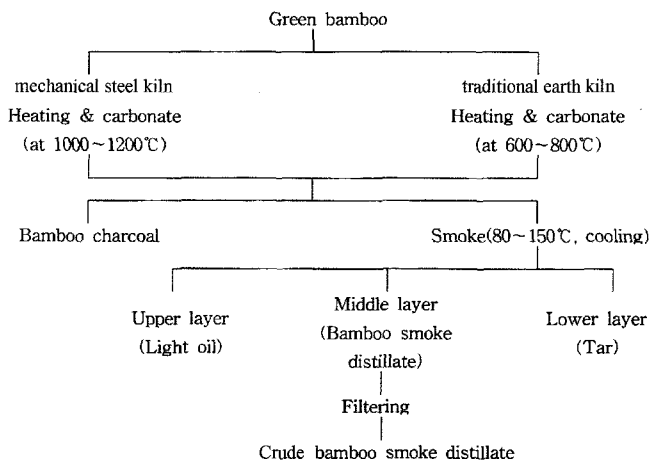 Green bamboo
mechanical steel kiln
Heating & carbonate
(at 1000~1200℃)
traditional earth kiln
Heating & carbonate
(at 600~800℃)
Bamboo charcoal
Smoke(80~150℃, cooling)
Upper layer
(Light oil)
Middle layer
(Bamboo smoke
distillate)
Lower layer
(Tar)
Filtering
Crude bamboo smoke distillate